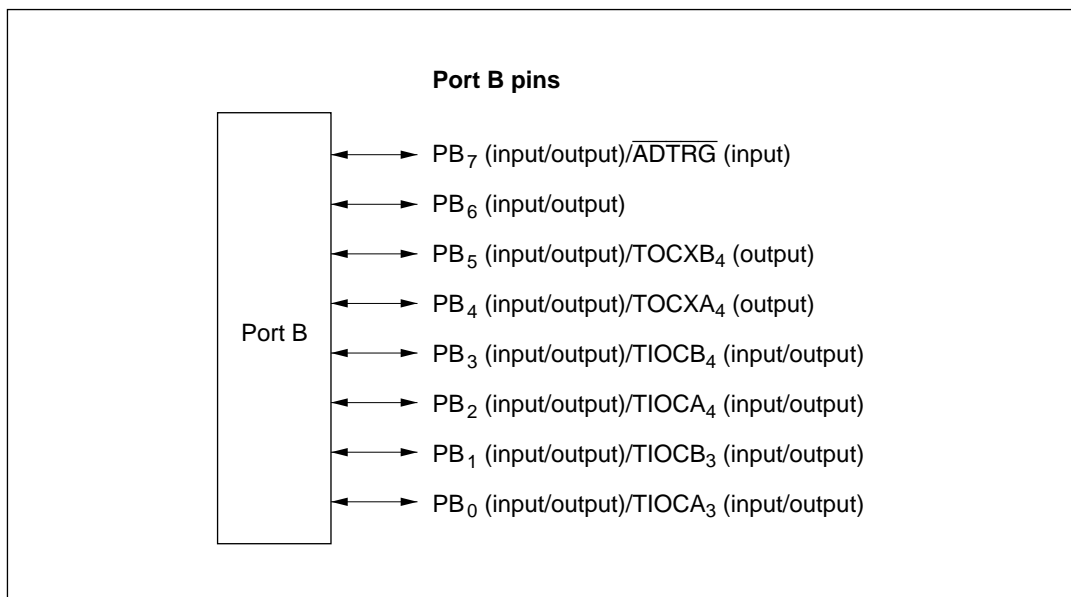 Port B pins
PB₇ (input/output)/A̅D̅T̅R̅G̅ (input)
PB₆ (input/output)
PB₅ (input/output)/TOCXB₄ (output)
PB₄ (input/output)/TOCXA₄ (output)
Port B
PB₃ (input/output)/TIOCB₄ (input/output)
PB₂ (input/output)/TIOCA₄ (input/output)
PB₁ (input/output)/TIOCB₃ (input/output)
PB₀ (input/output)/TIOCA₃ (input/output)